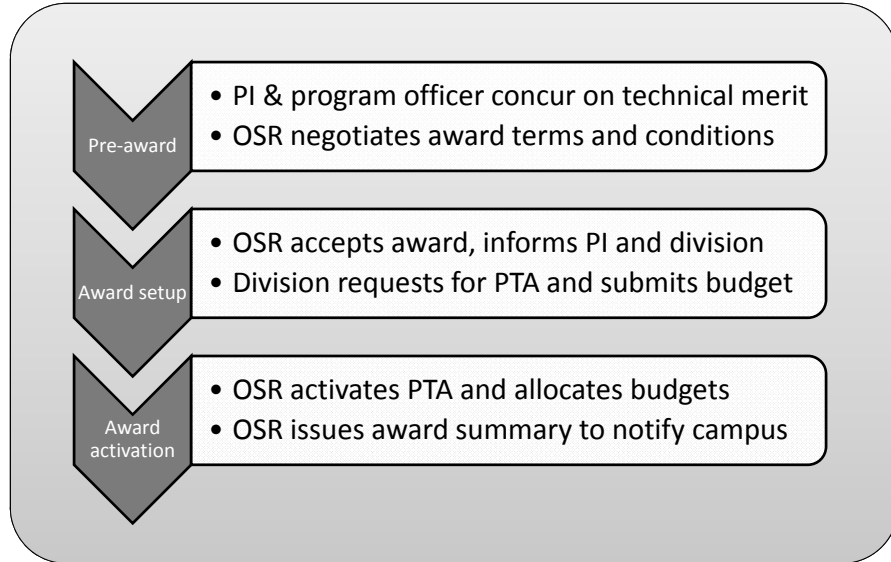 Pre-award
• PI & program officer concur on technical merit
• OSR negotiates award terms and conditions
Award setup
• OSR accepts award, informs PI and division
• Division requests for PTA and submits budget
Award
activation
• OSR activates PTA and allocates budgets
• OSR issues award summary to notify campus